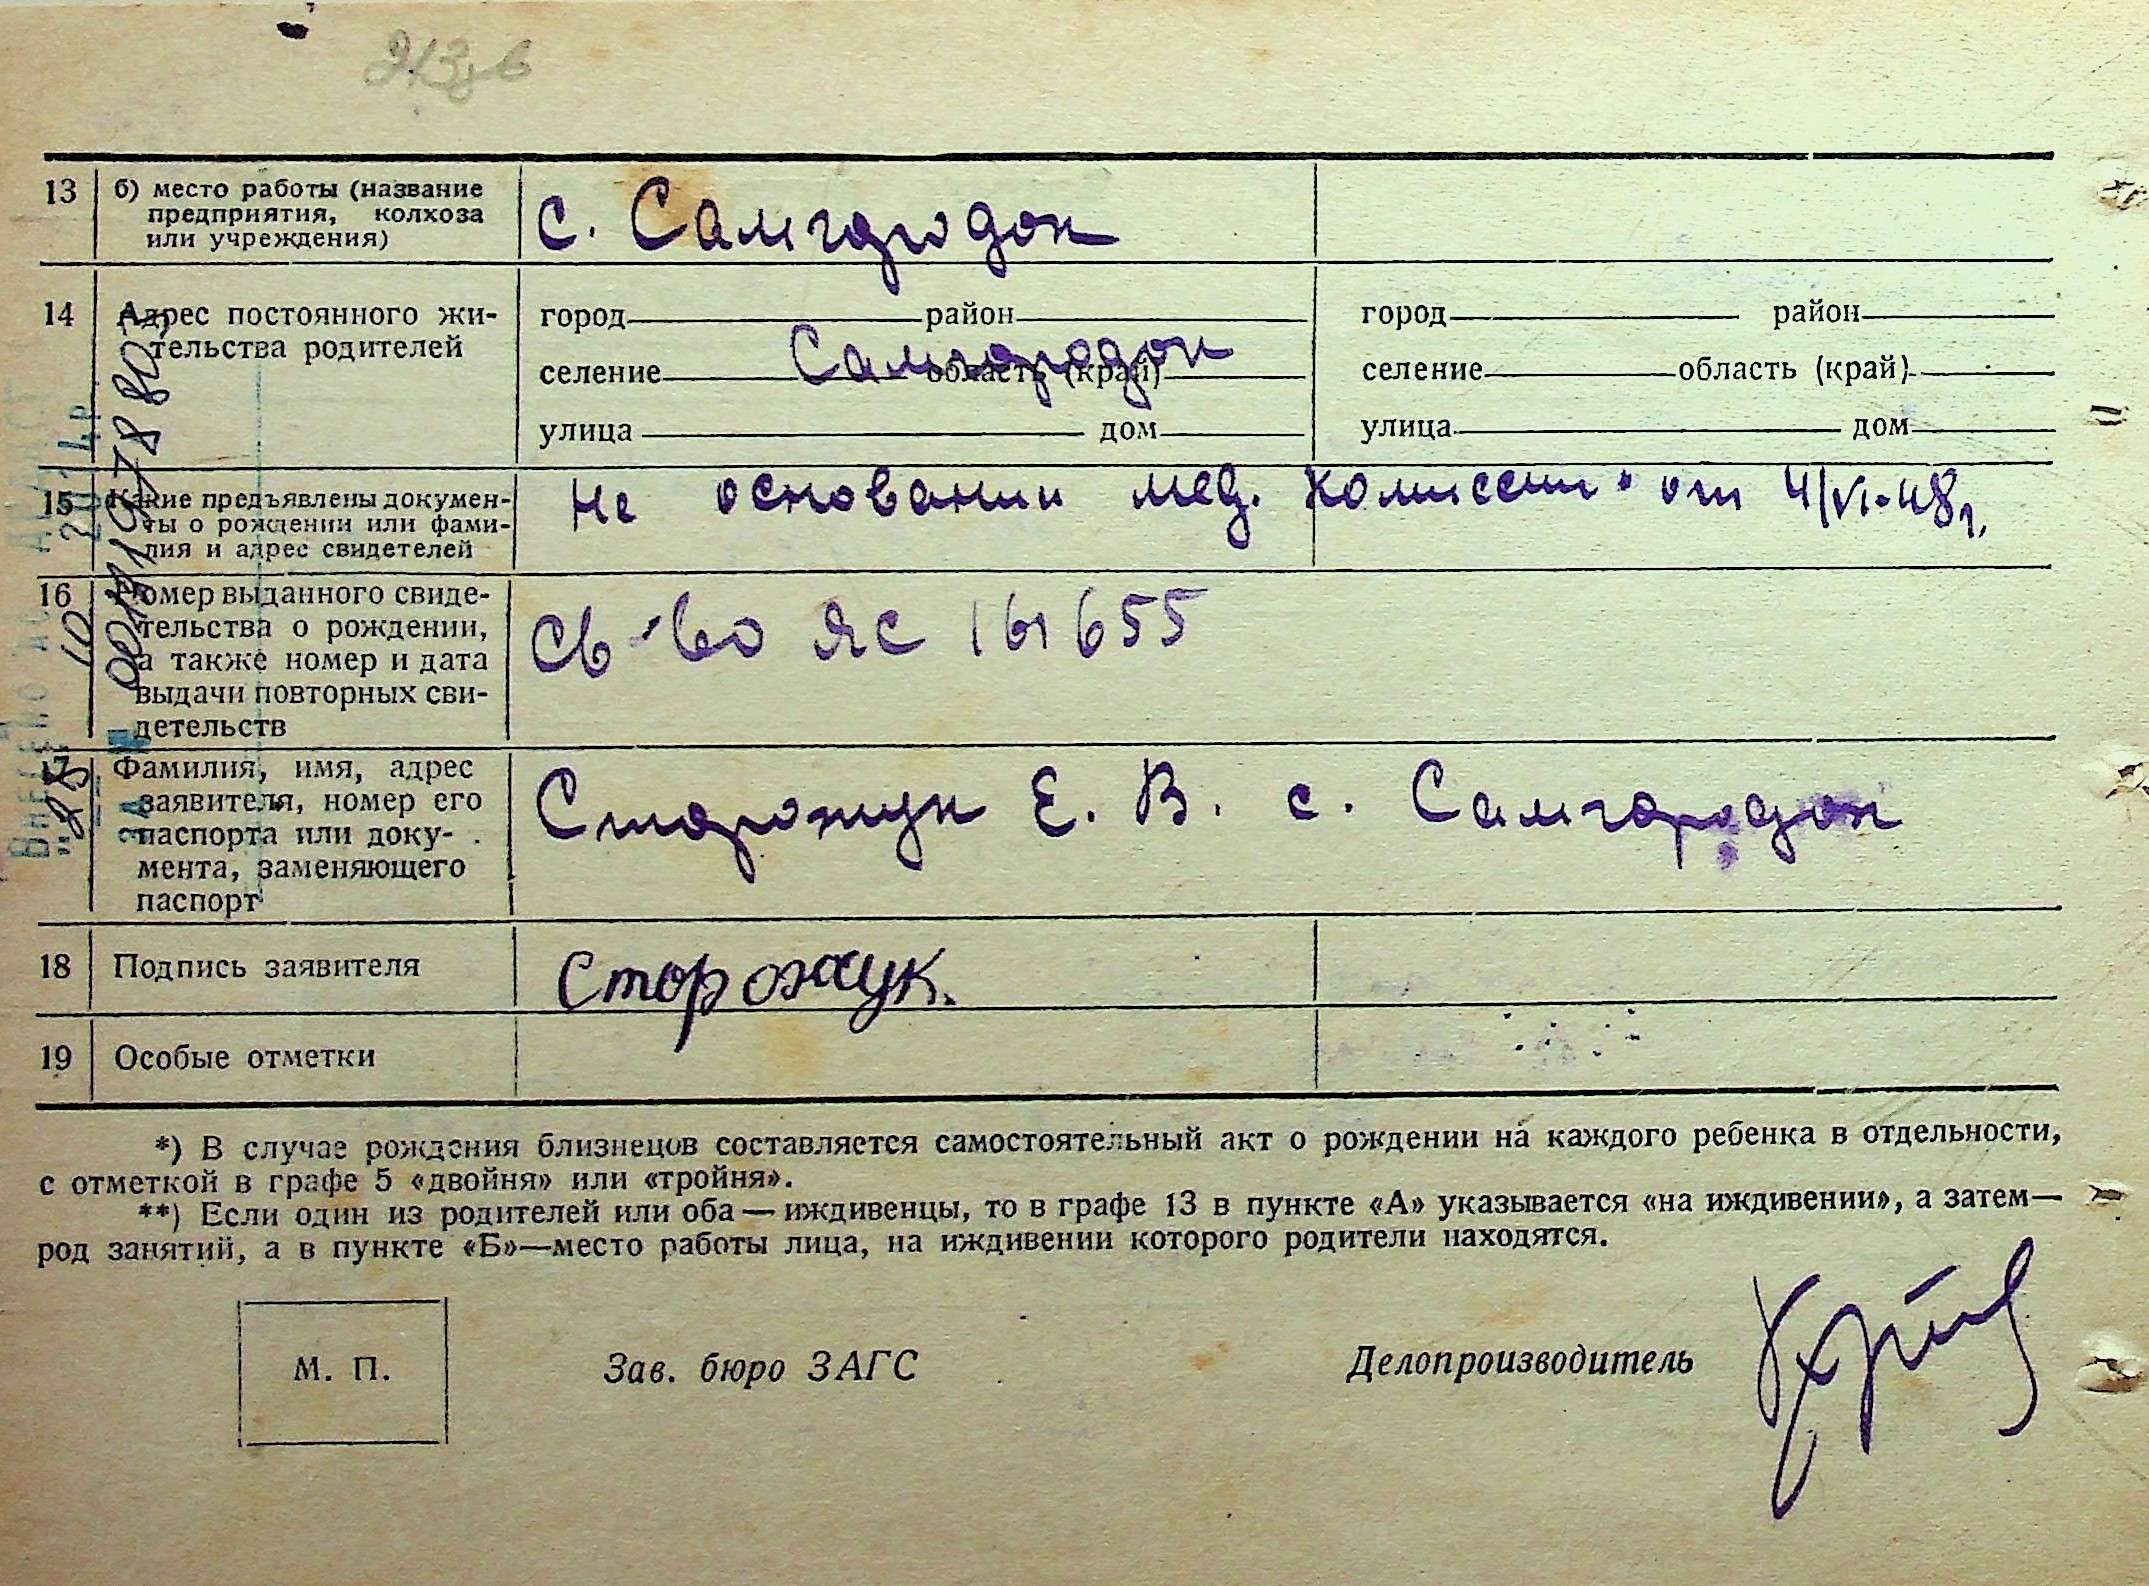 13 б) место работы (название
предприятия, колхоза
или учреждения)
с. Самгородок
14 Адрес постоянного жи-
тельства родителей
город район
Самгородок
селение область (край)
улица дом
город район
селение область (край)
улица дом
15 Какие предъявлены докумен-
ты о рождении или фами-
лия и адрес свидетелей
На основании мед. комиссии от 4/VI-48г.
16 Номер выданного свиде-
тельства о рождении,
а также номер и дата
выдачи повторных сви-
детельств
св-во ЯС 161655
17 Фамилия, имя, адрес
заявителя, номер его
паспорта или доку-
мента, заменяющего
паспорт
Сторожук Е. В. с. Самгородок
18 Подпись заявителя
Сторожук.
19 Особые отметки
*) В случае рождения близнецов составляется самостоятельный акт о рождении на каждого ребенка в отдельности,
с отметкой в графе 5 «двойня» или «тройня».
**) Если один из родителей или оба — иждивенцы, то в графе 13 в пункте «А» указывается «на иждивении», а затем—
род занятий, а в пункте «Б»—место работы лица, на иждивении которого родители находятся.
М. П.
Зав. бюро ЗАГС
Делопроизводитель